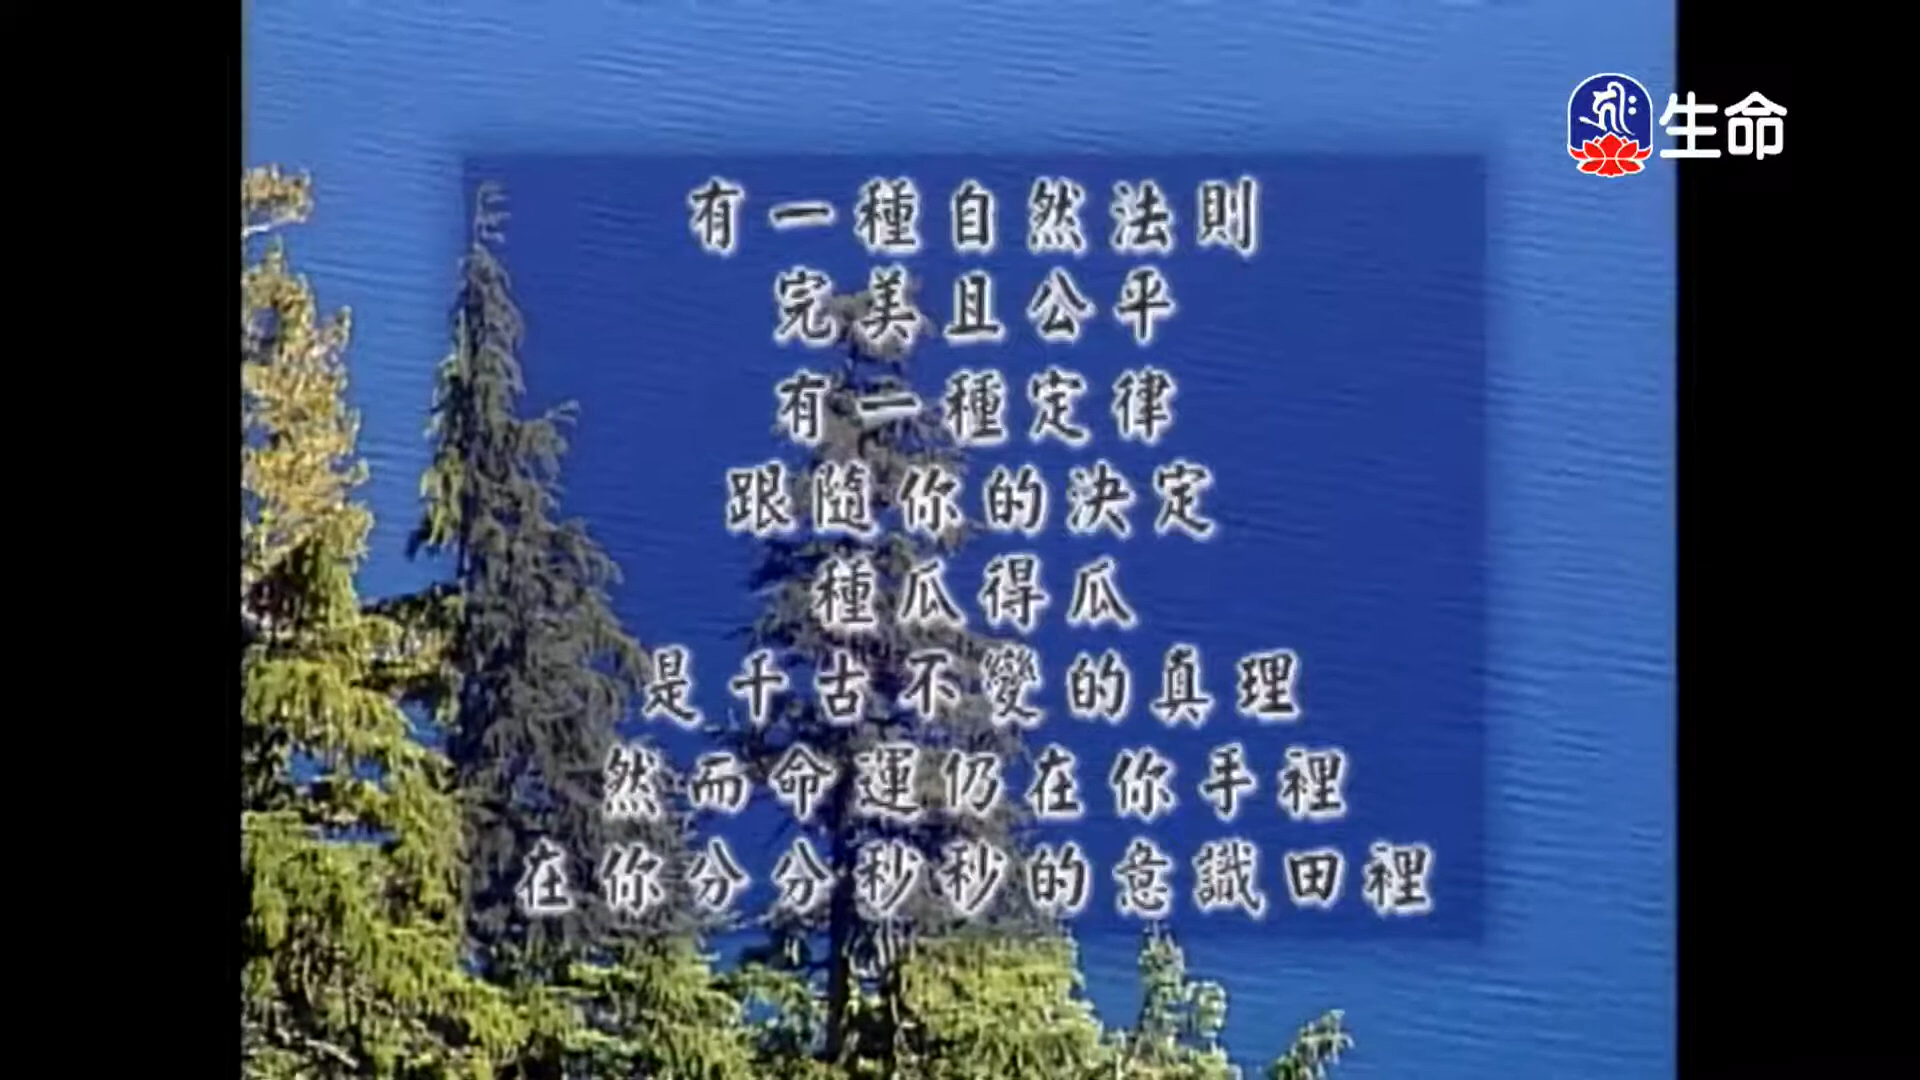 生命
有一種自然法則
完美且公平
有一種定律
跟隨你的決定
種瓜得瓜
是千古不變的真理
然而命運仍在你手裡
在你分分秒秒的意識田裡